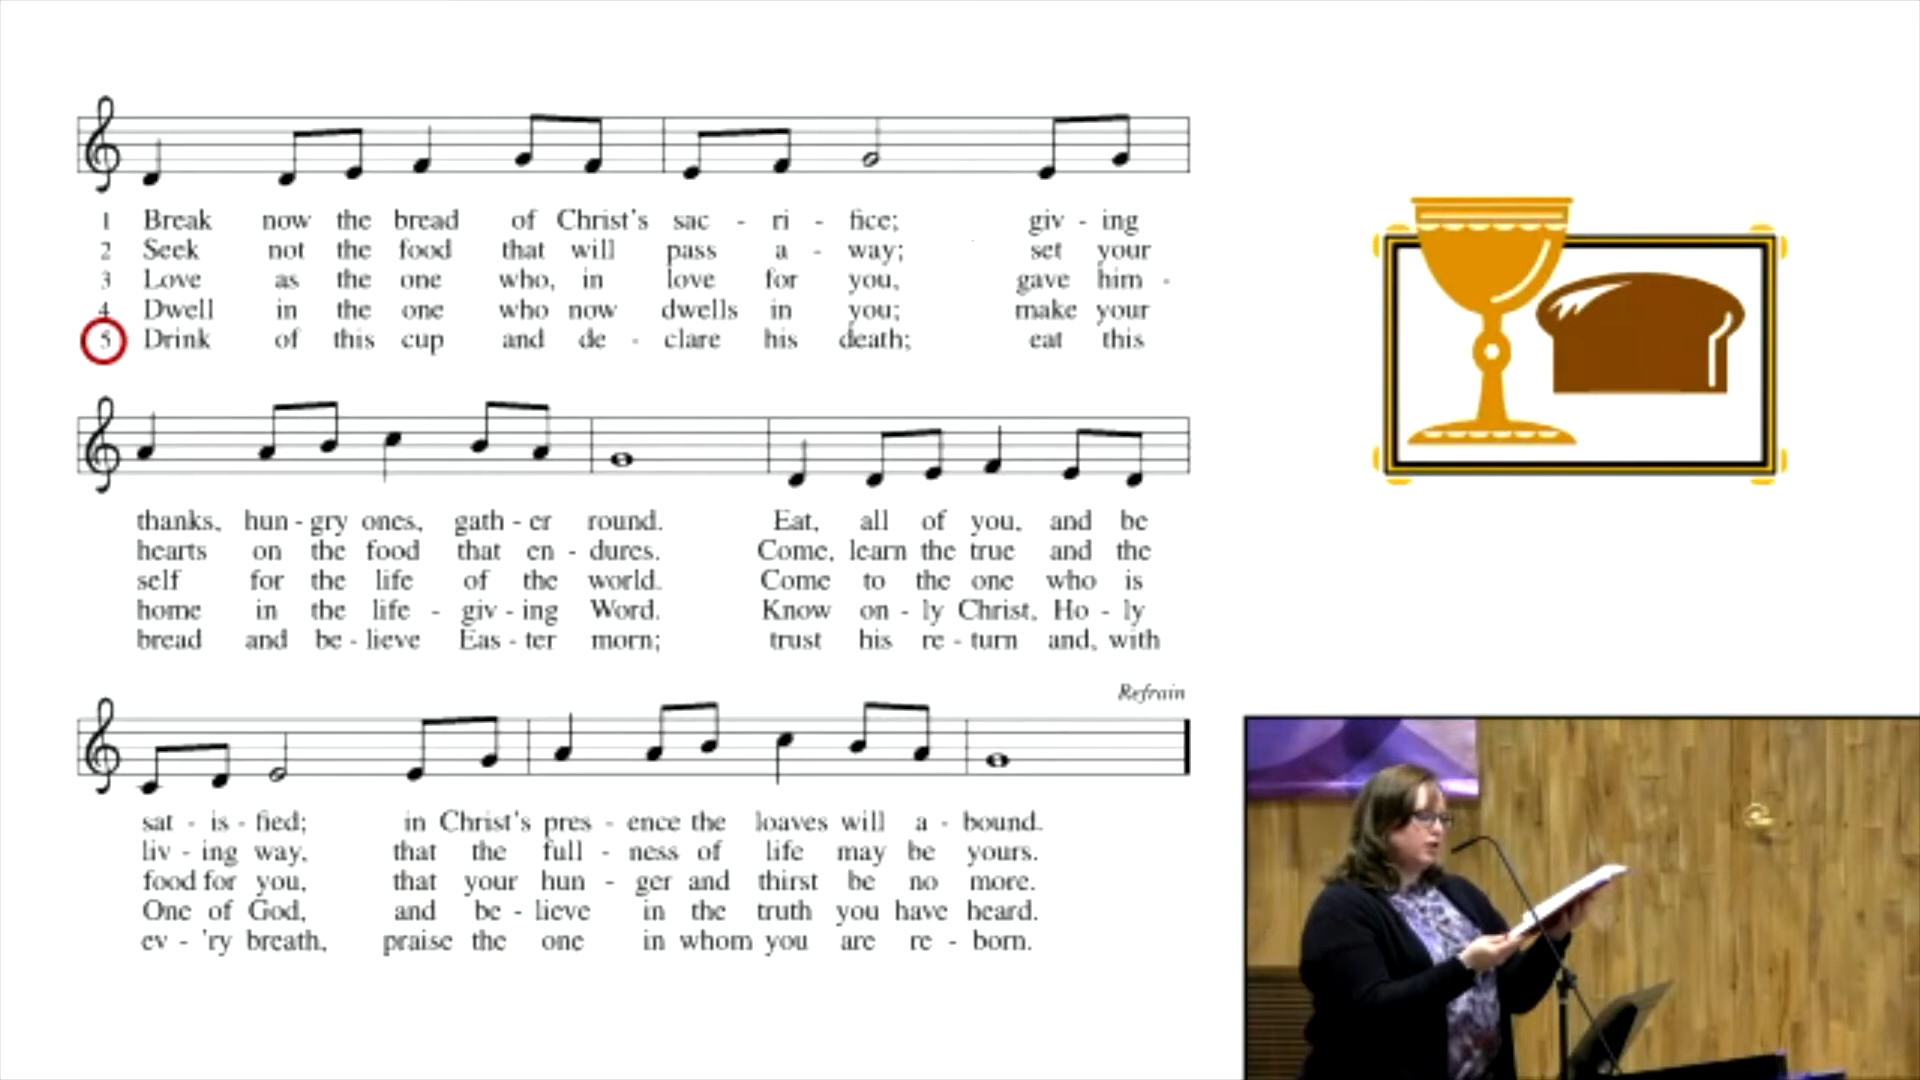 1 Break now the bread of Christ's sac - ri - fice; giv - ing
2 Seek not the food that will pass a - way; set your
3 Love as the one who, in love for you, gave him -
4 Dwell in the one who now dwells in you; make your
5 Drink of this cup and de - clare his death; eat this
thanks, hun - gry ones, gath - er round. Eat, all of you, and be
hearts on the food that en - dures. Come, learn the true and the
self for the life of the world. Come to the one who is
home in the life - giv - ing Word. Know on - ly Christ, Ho - ly
bread and be - lieve Eas - ter morn; trust his re - turn and, with
Refrain
sat - is - fied; in Christ's pres - ence the loaves will a - bound.
liv - ing way, that the full - ness of life may be yours.
food for you, that your hun - ger and thirst be no more.
One of God, and be - lieve in the truth you have heard.
ev - 'ry breath, praise the one in whom you are re - born.